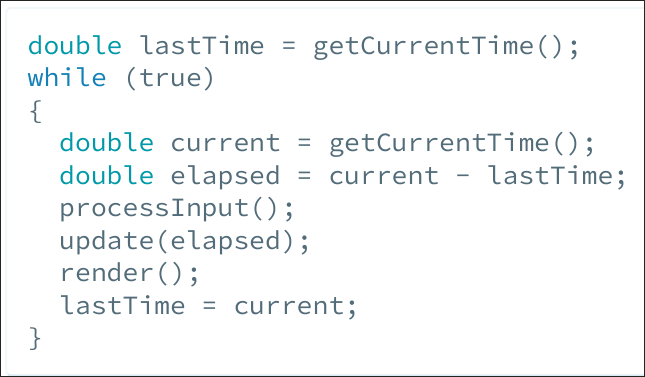 double lastTime = getCurrentTime();
while (true)
{
  double current = getCurrentTime();
  double elapsed = current - lastTime;
  processInput();
  update(elapsed);
  render();
  lastTime = current;
}